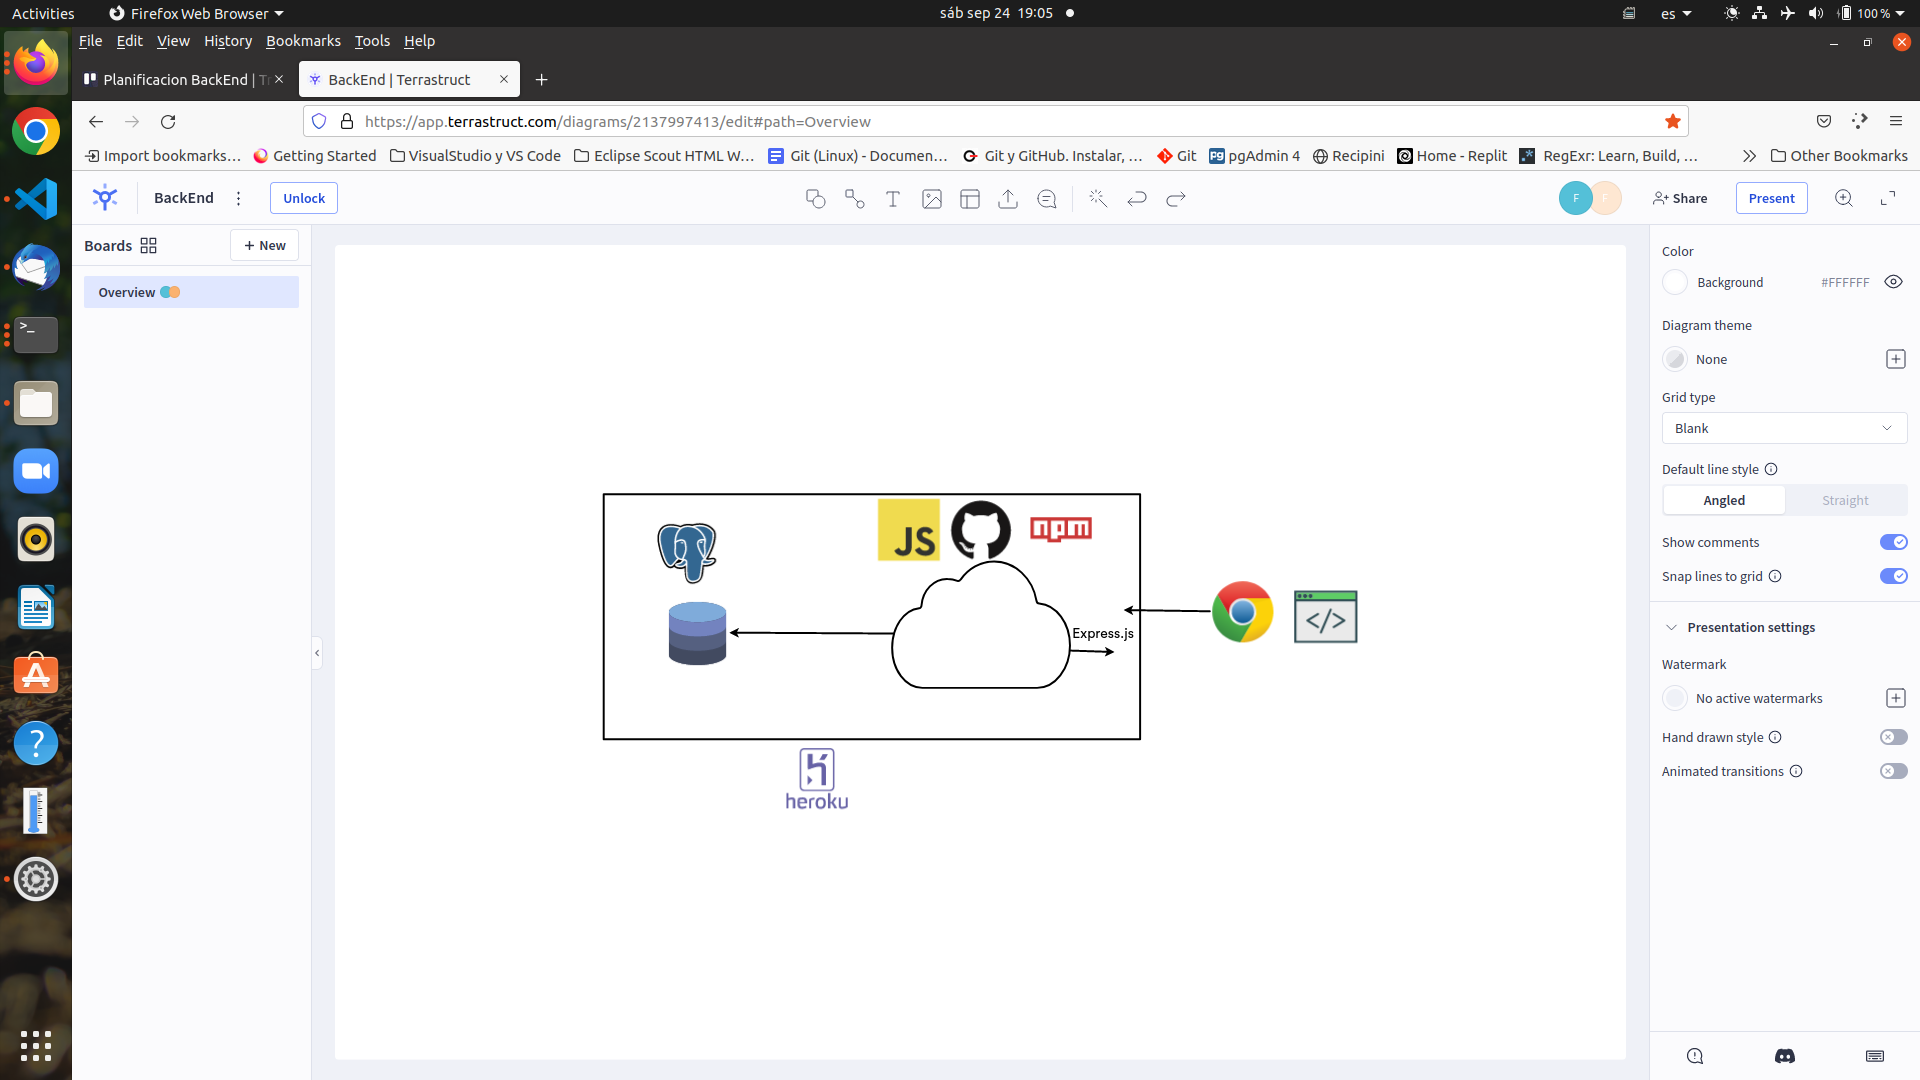 Activities
Firefox Web Browser
sáb sep 24 19:05
es
100 %
File Edit View History Bookmarks Tools Help
Planificacion BackEnd | Tr
BackEnd | Terrastruct
https://app.terrastruct.com/diagrams/2137997413/edit#path=Overview
Import bookmarks…
Getting Started
VisualStudio y VS Code
Eclipse Scout HTML W…
Git (Linux) - Documen…
Git y GitHub. Instalar, …
Git
pgAdmin 4
Recipini
Home - Replit
RegExr: Learn, Build, …
Other Bookmarks
BackEnd
Unlock
F
F
Share
Present
Boards
+ New
Overview
JS
npm
Express.js
</>
heroku
Color
Background
#FFFFFF
Diagram theme
None
Grid type
Blank
Default line style
Angled
Straight
Show comments
Snap lines to grid
Presentation settings
Watermark
No active watermarks
Hand drawn style
Animated transitions